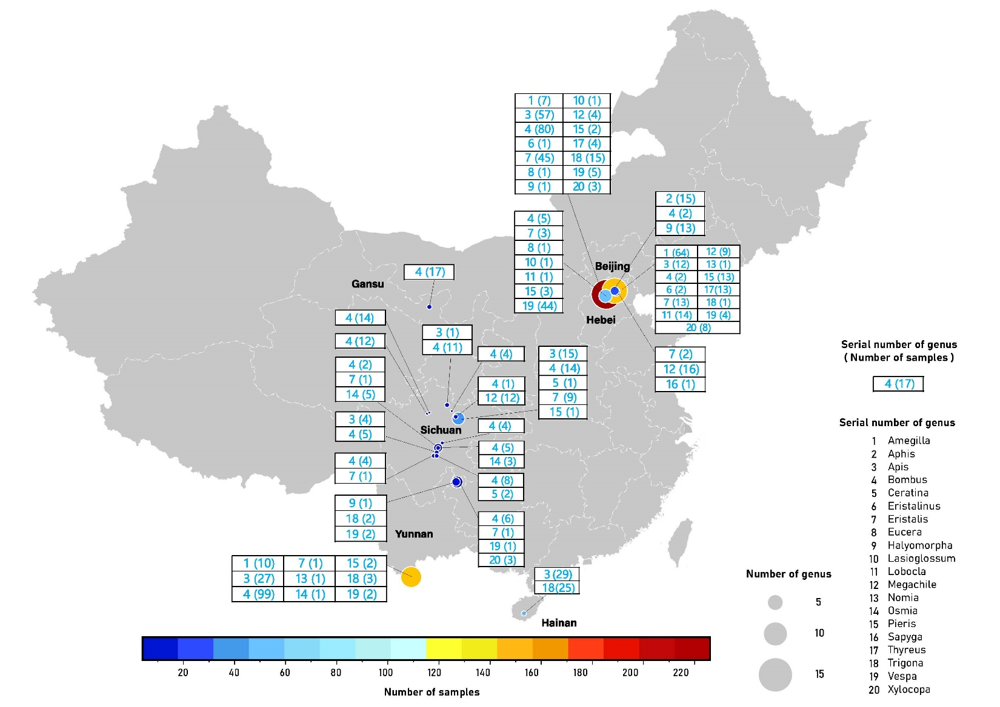 1 (7) 10 (1)
3 (57) 12 (4)
4 (80) 15 (2)
6 (1) 17 (4)
7 (45) 18 (15)
8 (1) 19 (5)
9 (1) 20 (3)
2 (15)
4 (2)
9 (13)
4 (5)
7 (3)
8 (1)
10 (1)
11 (1)
15 (3)
19 (44)
Beijing
Hebei
1 (64) 12 (9)
3 (12) 13 (1)
4 (2) 15 (13)
6 (2) 17(13)
7 (13) 18 (1)
11 (14) 19 (4)
20 (8)
7 (2)
12 (16)
16 (1)
Gansu
4 (17)
4 (14)
4 (12)
3 (1)
4 (11)
4 (4)
4 (2)
7 (1)
14 (5)
4 (1)
12 (12)
3 (15)
4 (14)
5 (1)
7 (9)
15 (1)
Sichuan
3 (4)
4 (5)
4 (4)
4 (5)
14 (3)
4 (4)
7 (1)
4 (8)
5 (2)
9 (1)
18 (2)
19 (2)
Yunnan
4 (6)
7 (1)
19 (1)
20 (3)
1 (10) 7 (1) 15 (2)
3 (27) 13 (1) 18 (3)
4 (99) 14 (1) 19 (2)
3 (29)
18(25)
Hainan
Serial number of genus
( Number of samples )
4 (17)
Serial number of genus
1 Amegilla
2 Aphis
3 Apis
4 Bombus
5 Ceratina
6 Eristalinus
7 Eristalis
8 Eucera
9 Halyomorpha
10 Lasioglossum
11 Lobocla
12 Megachile
13 Nomia
14 Osmia
15 Pieris
16 Sapyga
17 Thyreus
18 Trigona
19 Vespa
20 Xylocopa
Number of genus
5
10
15
20 40 60 80 100 120 140 160 180 200 220
Number of samples